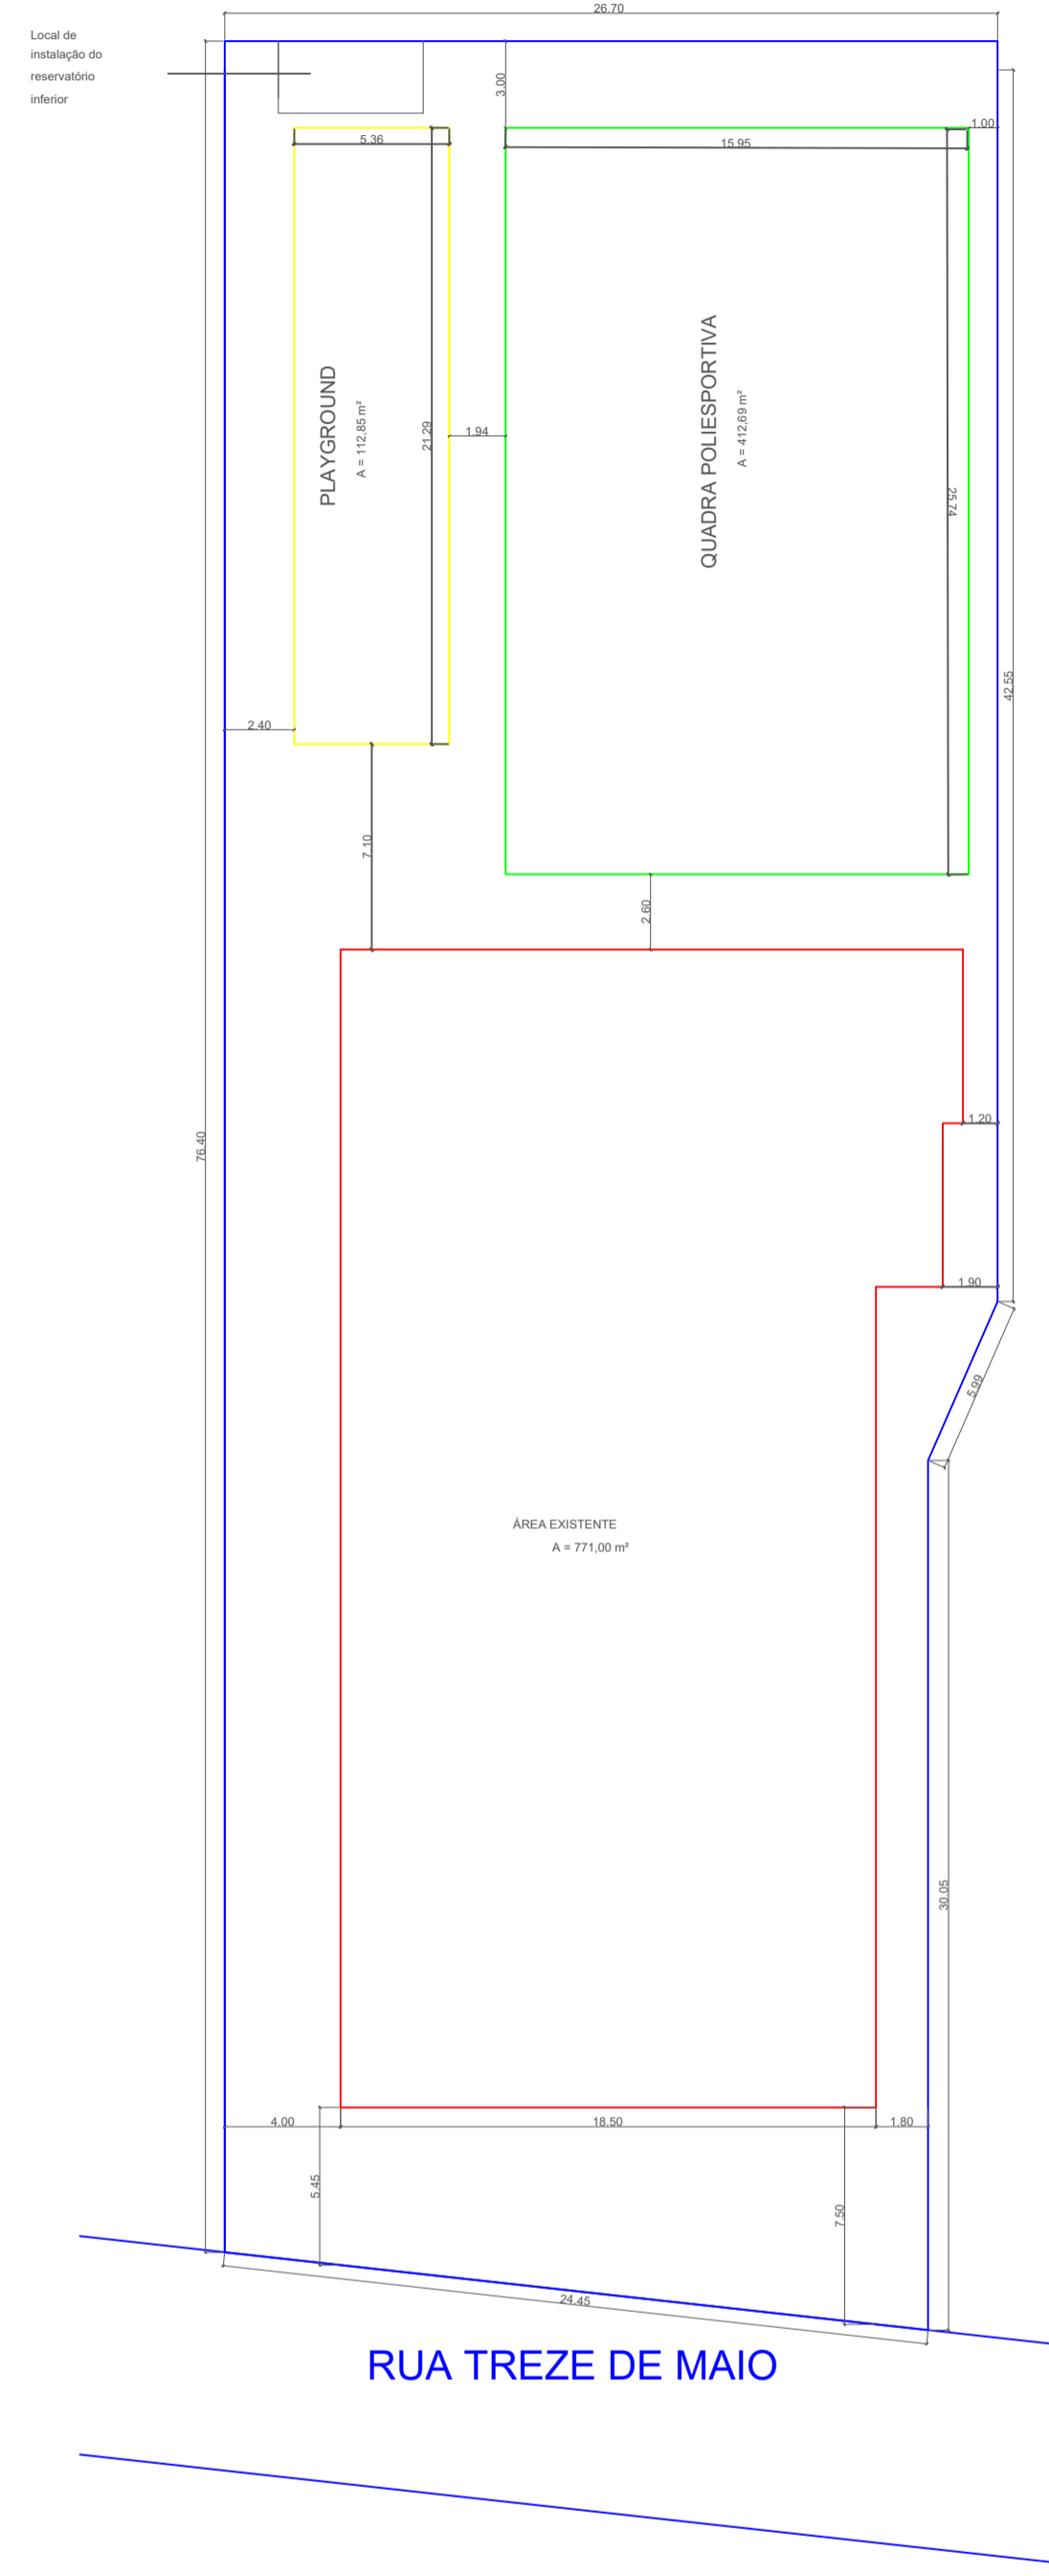 26.70
Local de
instalação do
reservatório
inferior
3.00
1.00
5.36
15.95
PLAYGROUND
A = 112,85 m²
21.29
1.94
QUADRA POLIESPORTIVA
A = 412,69 m²
25.74
42.55
2.40
7.10
2.60
76.40
1.20
1.90
5.99
ÁREA EXISTENTE
A = 771,00 m²
30.05
4.00
18.50
1.80
5.45
7.50
24.45
RUA TREZE DE MAIO